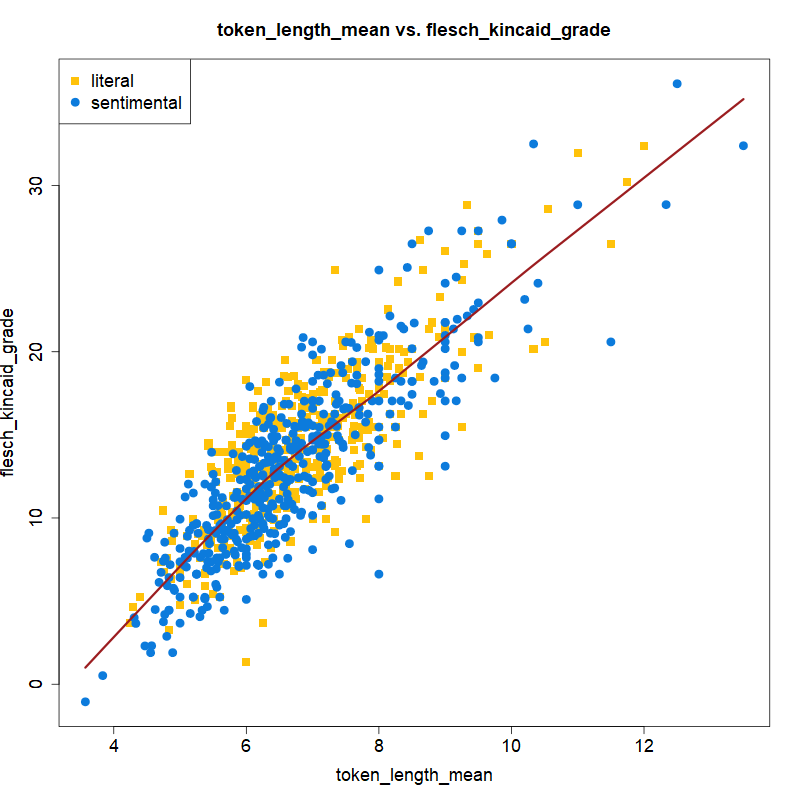 token_length_mean vs. flesch_kincaid_grade
literal
sentimental
flesch_kincaid_grade
30
20
10
0
4 6 8 10 12
token_length_mean